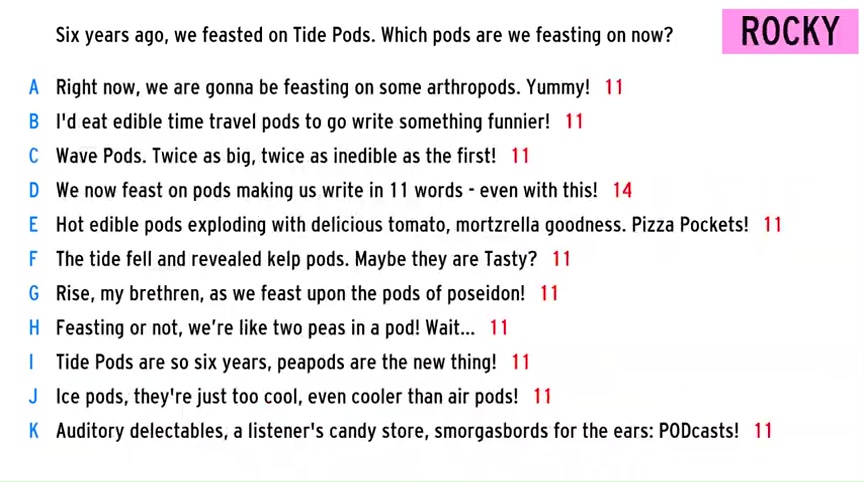 Six years ago, we feasted on Tide Pods. Which pods are we feasting on now?
ROCKY
A Right now, we are gonna be feasting on some arthropods. Yummy! 11
B I'd eat edible time travel pods to go write something funnier! 11
C Wave Pods. Twice as big, twice as inedible as the first! 11
D We now feast on pods making us write in 11 words - even with this! 14
E Hot edible pods exploding with delicious tomato, mortzrella goodness. Pizza Pockets! 11
F The tide fell and revealed kelp pods. Maybe they are Tasty? 11
G Rise, my brethren, as we feast upon the pods of poseidon! 11
H Feasting or not, we're like two peas in a pod! Wait... 11
I Tide Pods are so six years, peapods are the new thing! 11
J Ice pods, they're just too cool, even cooler than air pods! 11
K Auditory delectables, a listener's candy store, smorgasbords for the ears: PODcasts! 11